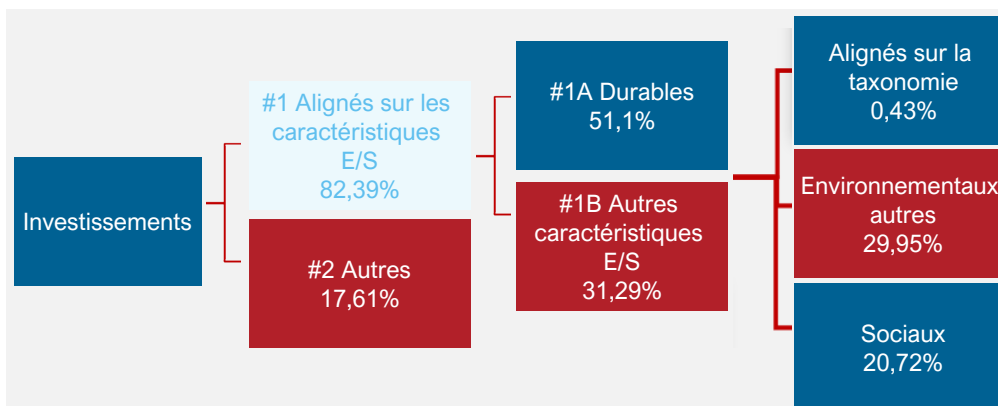 Investissements
#1 Alignés sur les
caractéristiques
E/S
82,39%
#2 Autres
17,61%
#1A Durables
51,1%
#1B Autres
caractéristiques
E/S
31,29%
Alignés sur la
taxonomie
0,43%
Environnementaux
autres
29,95%
Sociaux
20,72%